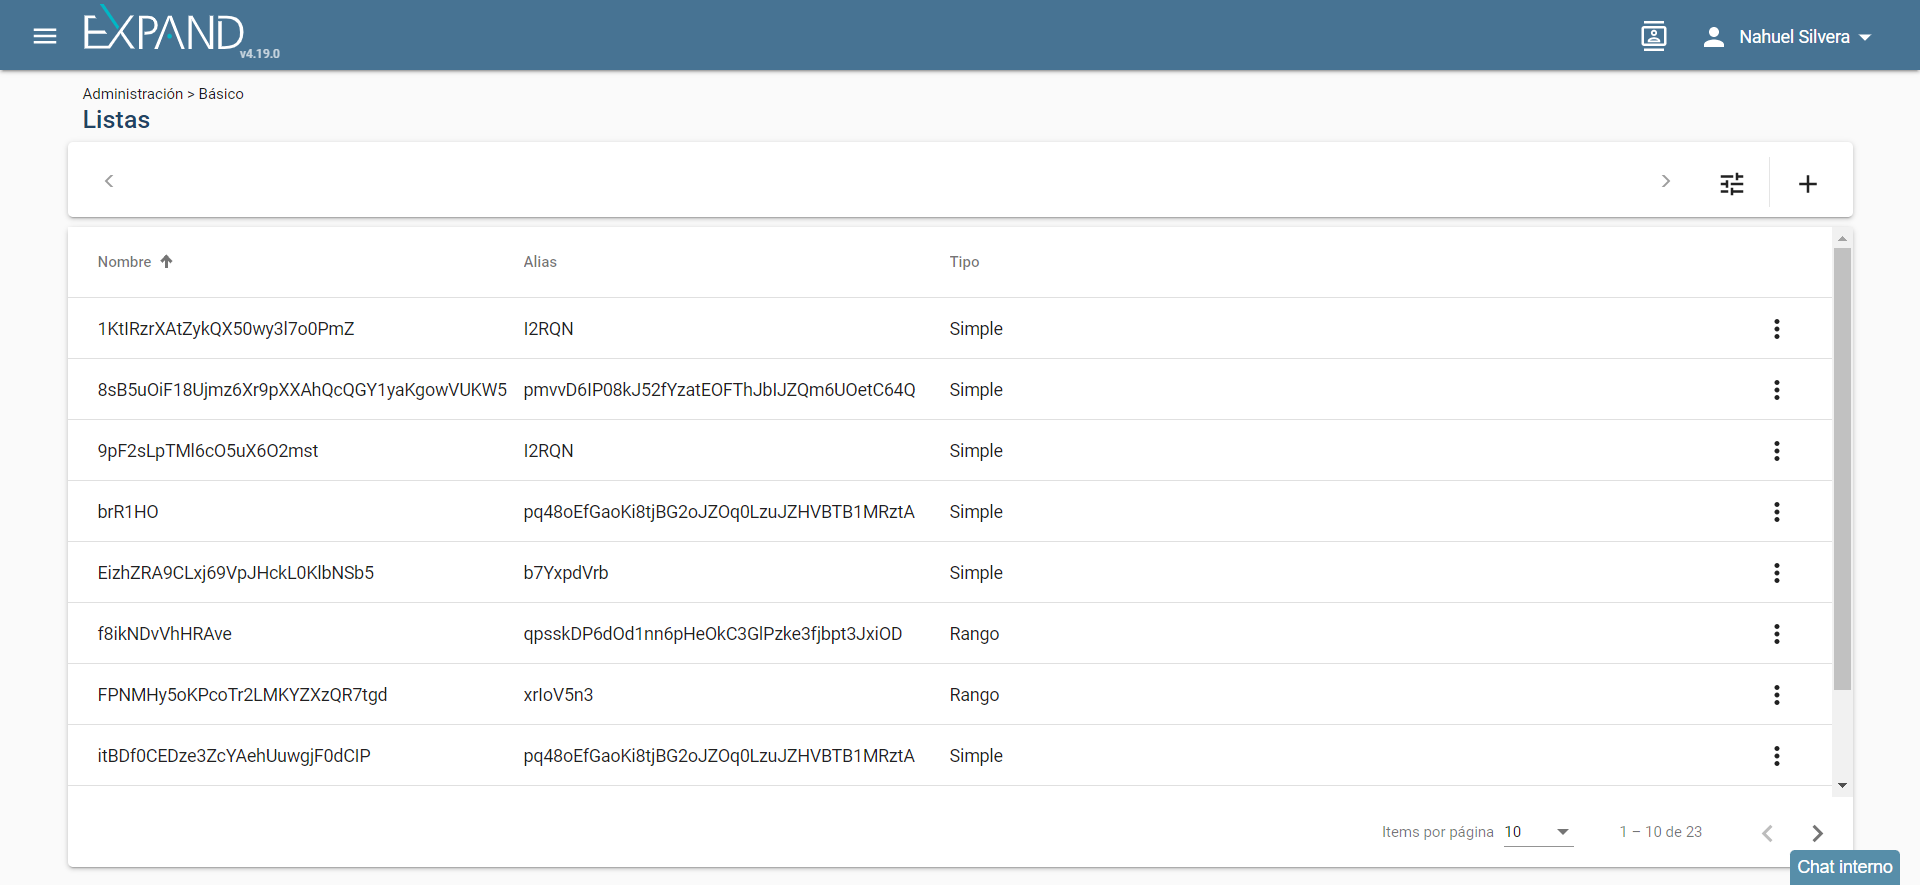 EXPAND
v4.19.0
Nahuel Silvera
Administración > Básico
Listas
Nombre Alias Tipo
1KtIRzrXAtZykQX50wy3l7o0PmZ I2RQN Simple
8sB5uOiF18Ujmz6Xr9pXXAhQcQGY1yaKgowVUKW5 pmvvD6IP08kJ52fYzatEOFThJbIJZQm6UOetC64Q Simple
9pF2sLpTMl6cO5uX6O2mst I2RQN Simple
brR1HO pq48oEfGaoKi8tjBG2oJZOq0LzuJZHVBTB1MRztA Simple
EizhZRA9CLxj69VpJHckL0KlbNSb5 b7YxpdVrb Simple
f8ikNDvVhHRAve qpsskDP6dOd1nn6pHeOkC3GlPzke3fjbpt3JxiOD Rango
FPNMHy5oKPcoTr2LMKYZXzQR7tgd xrIoV5n3 Rango
itBDf0CEDze3ZcYAehUuwgjF0dCIP pq48oEfGaoKi8tjBG2oJZOq0LzuJZHVBTB1MRztA Simple
Items por página 10 1 – 10 de 23
Chat interno